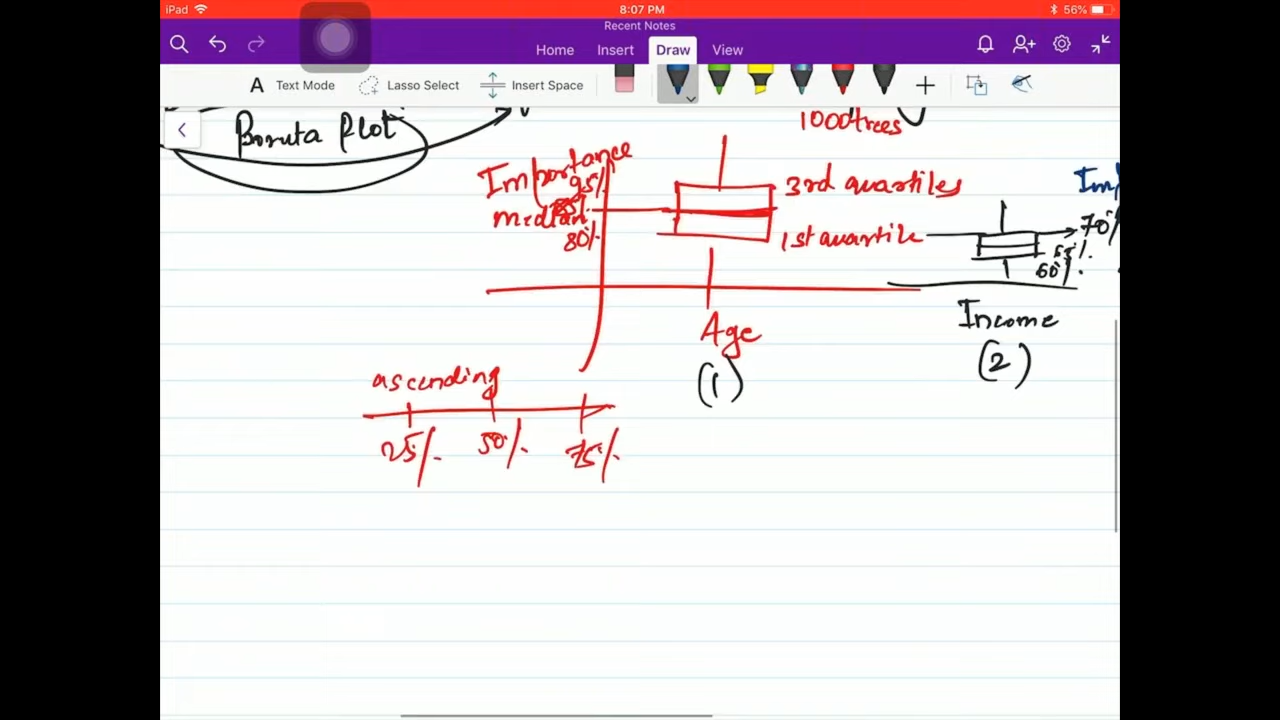 iPad 8:07 PM 56%
Recent Notes
Home Insert Draw View
A Text Mode Lasso Select Insert Space
Boruta Plot
1000 trees
Importance
95%
3rd quartiles
median
80%
1st quartile
70%
60%
Age
Income
(1)
(2)
ascending
25% 50% 75%